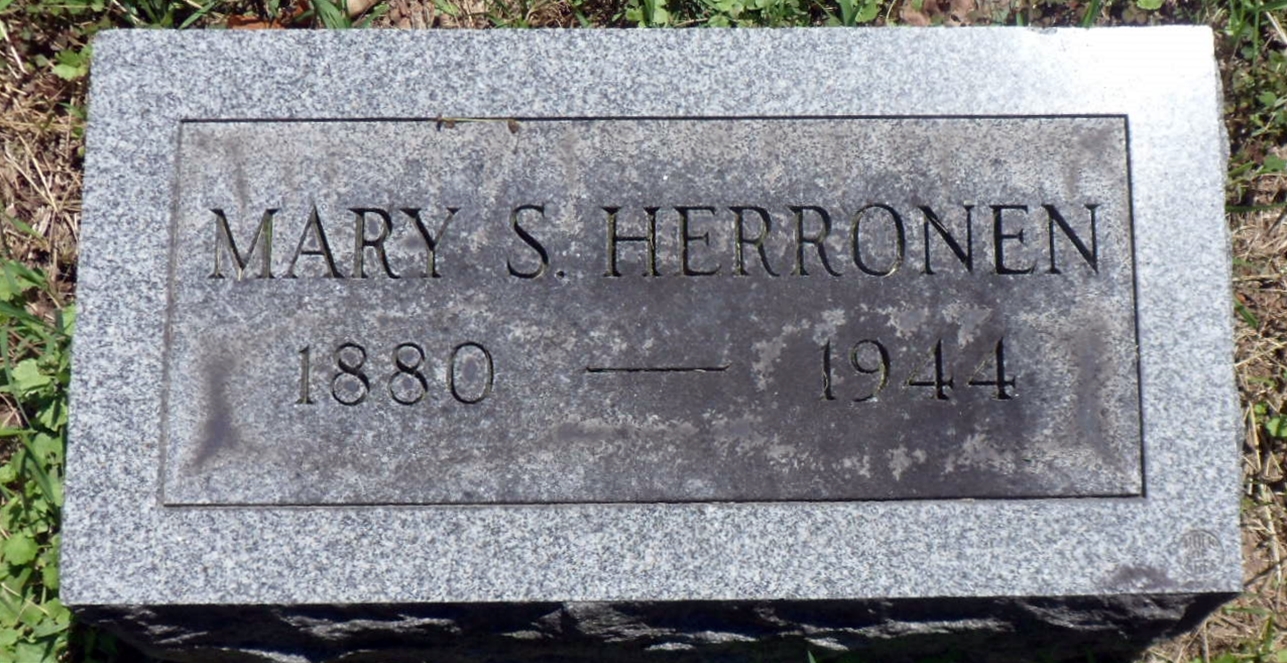 MARY S. HERRONEN
1880 — 1944